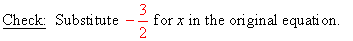 Check: Substitute −3/2 for x in the original equation.